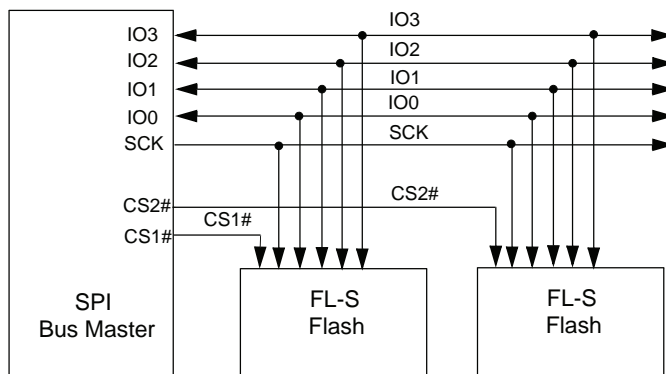 IO3
IO3
IO2
IO2
IO1
IO1
IO0
IO0
SCK
SCK
CS2#
CS2#
CS1#
CS1#
SPI
Bus Master
FL-S
Flash
FL-S
Flash